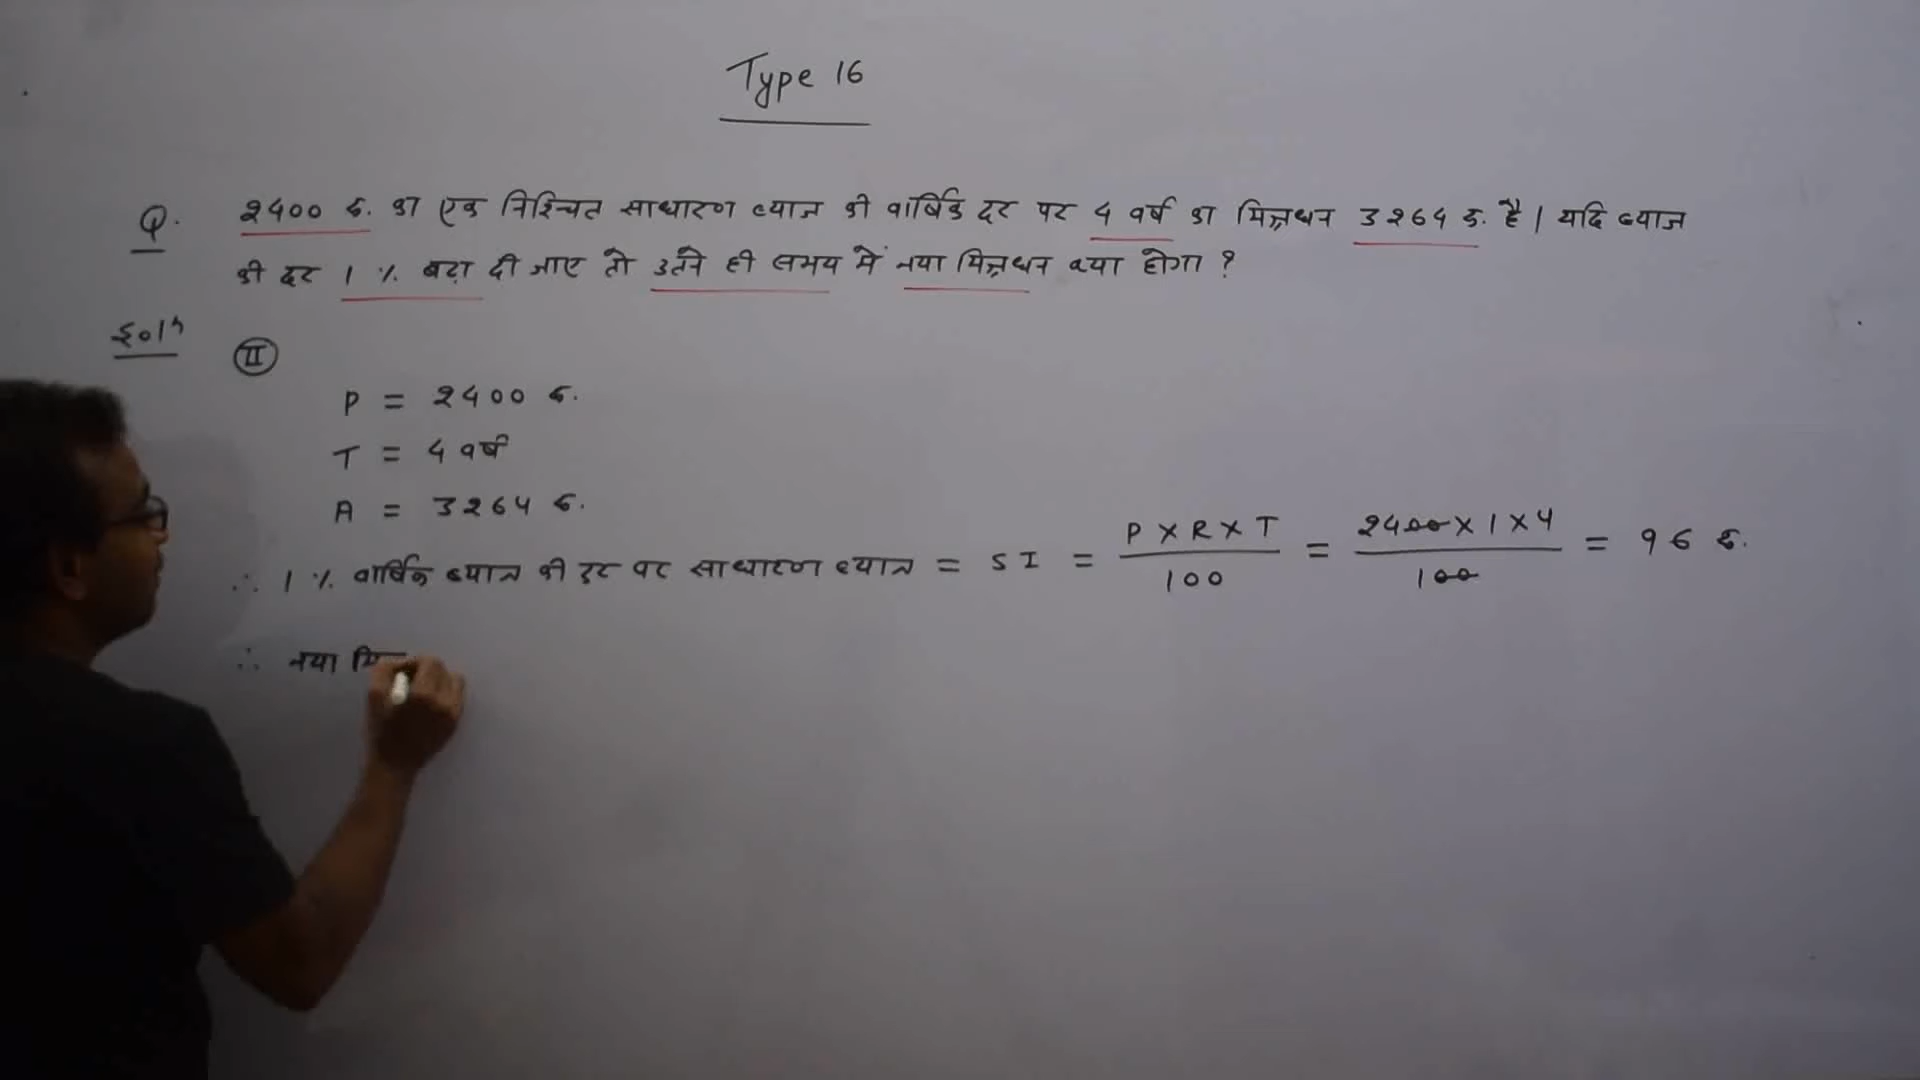 Type 16
Q. 2400 रु. का एक निश्चित साधारण ब्याज की वार्षिक दर पर 4 वर्ष का मिश्रधन 3264 रु. है। यदि ब्याज
की दर 1 % बढ़ा दी जाए तो उतने ही समय में नया मिश्रधन क्या होगा ?
Solⁿ II
P = 2400 रु.
T = 4 वर्ष
A = 3264 रु.
∴ 1 % वार्षिक ब्याज की दर पर साधारण ब्याज = SI = P × R × T / 100 = 2400 × 1 × 4 / 100 = 96 रु.
∴ नया